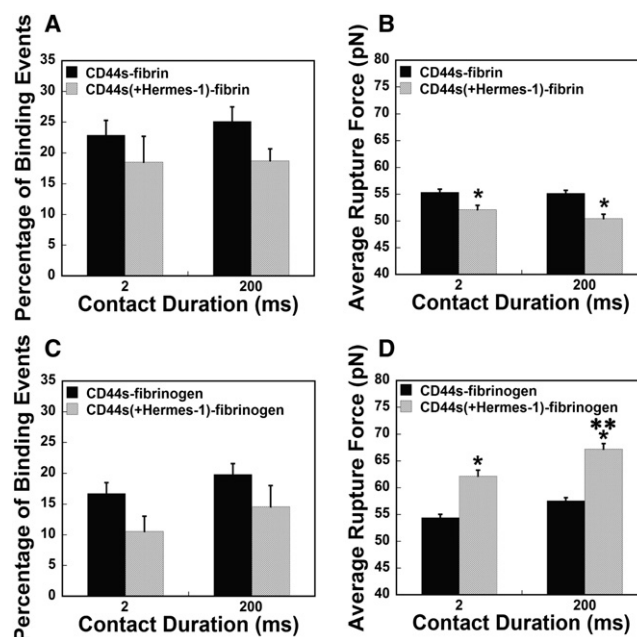 A
Percentage of Binding Events
35
30
25
20
15
10
5
0
CD44s-fibrin
CD44s(+Hermes-1)-fibrin
2
200
Contact Duration (ms)
B
Average Rupture Force (pN)
80
75
70
65
60
55
50
45
40
CD44s-fibrin
CD44s(+Hermes-1)-fibrin
*
*
2
200
Contact Duration (ms)
C
Percentage of Binding Events
35
30
25
20
15
10
5
0
CD44s-fibrinogen
CD44s(+Hermes-1)-fibrinogen
2
200
Contact Duration (ms)
D
Average Rupture Force (pN)
80
75
70
65
60
55
50
45
40
CD44s-fibrinogen
CD44s(+Hermes-1)-fibrinogen
*
**
*
2
200
Contact Duration (ms)